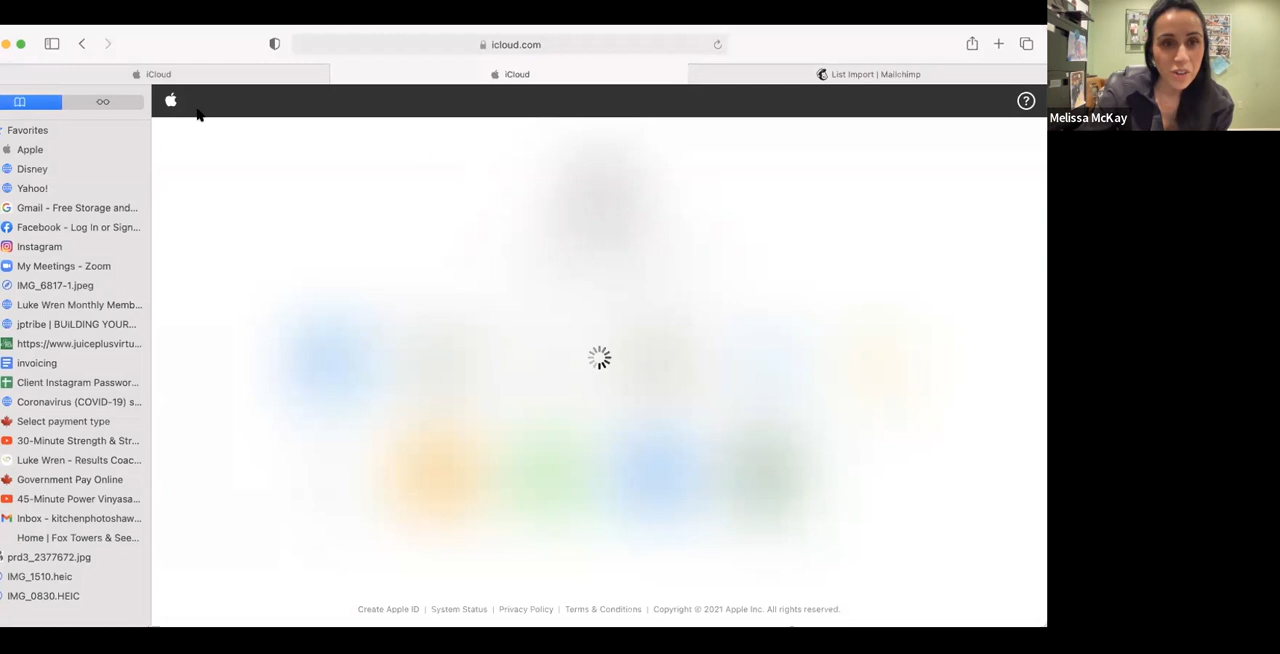 icloud.com
iCloud
iCloud
List Import | Mailchimp
Melissa McKay
Favorites
Apple
Disney
Yahoo!
Gmail - Free Storage and...
Facebook - Log In or Sign...
Instagram
My Meetings - Zoom
IMG_6817-1.jpeg
Luke Wren Monthly Memb...
jptribe | BUiLDING YOUR...
https://www.juiceplusvirtu...
invoicing
Client Instagram Passwor...
Coronavirus (COVID-19) s...
Select payment type
30-Minute Strength & Str...
Luke Wren - Results Coac...
Government Pay Online
45-Minute Power Vinyasa...
Inbox - kitchenphotoshaw...
Home | Fox Towers & See...
prd3_2377672.jpg
IMG_1510.heic
IMG_0830.HEIC
Create Apple ID | System Status | Privacy Policy | Terms & Conditions | Copyright © 2021 Apple Inc. All rights reserved.